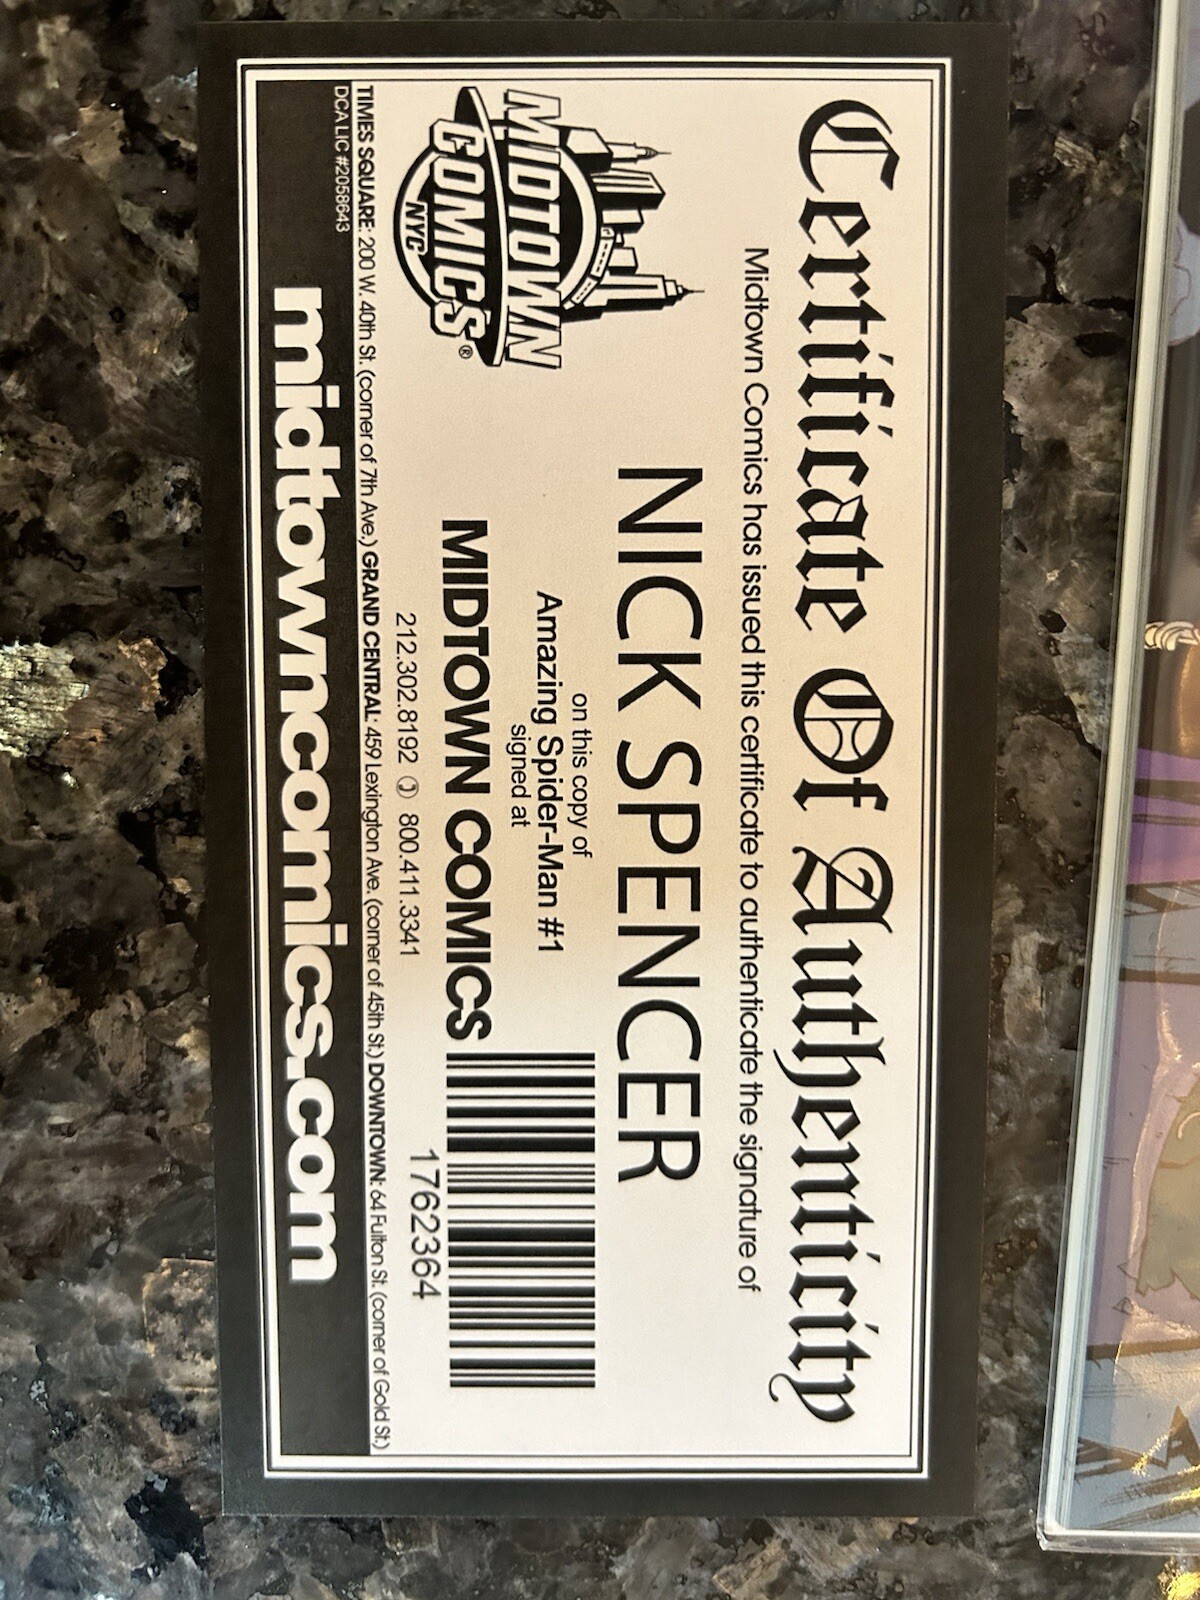 Certificate Of Authenticity
Midtown Comics has issued this certificate to authenticate the signature of
NICK SPENCER
on this copy of
Amazing Spider-Man #1
signed at
MIDTOWN COMICS
212.302.8192 800.411.3341
1762364
MIDTOWN
COMICS®
NYC
TIMES SQUARE: 200 W. 40th St. (corner of 7th Ave.) GRAND CENTRAL: 459 Lexington Ave. (corner of 45th St.) DOWNTOWN: 64 Fulton St. (corner of Gold St.)
DCA LIC #2058643
midtowncomics.com